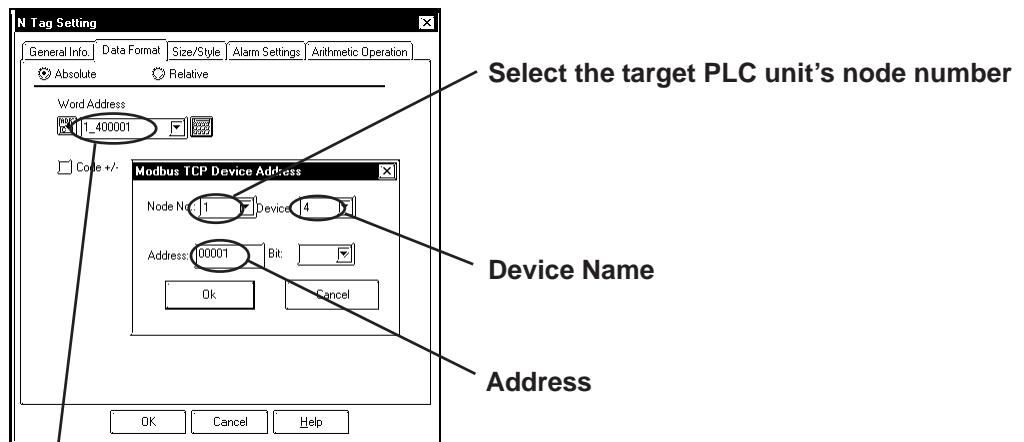 N Tag Setting
General Info. Data Format Size/Style Alarm Settings Arithmetic Operation
Absolute Relative
Select the target PLC unit's node number
Word Address
1_400001
Code +/-
Modbus TCP Device Address
Node No.: 1 Device 4
Device Name
Address: 00001 Bit:
Ok Cancel
Address
OK Cancel Help